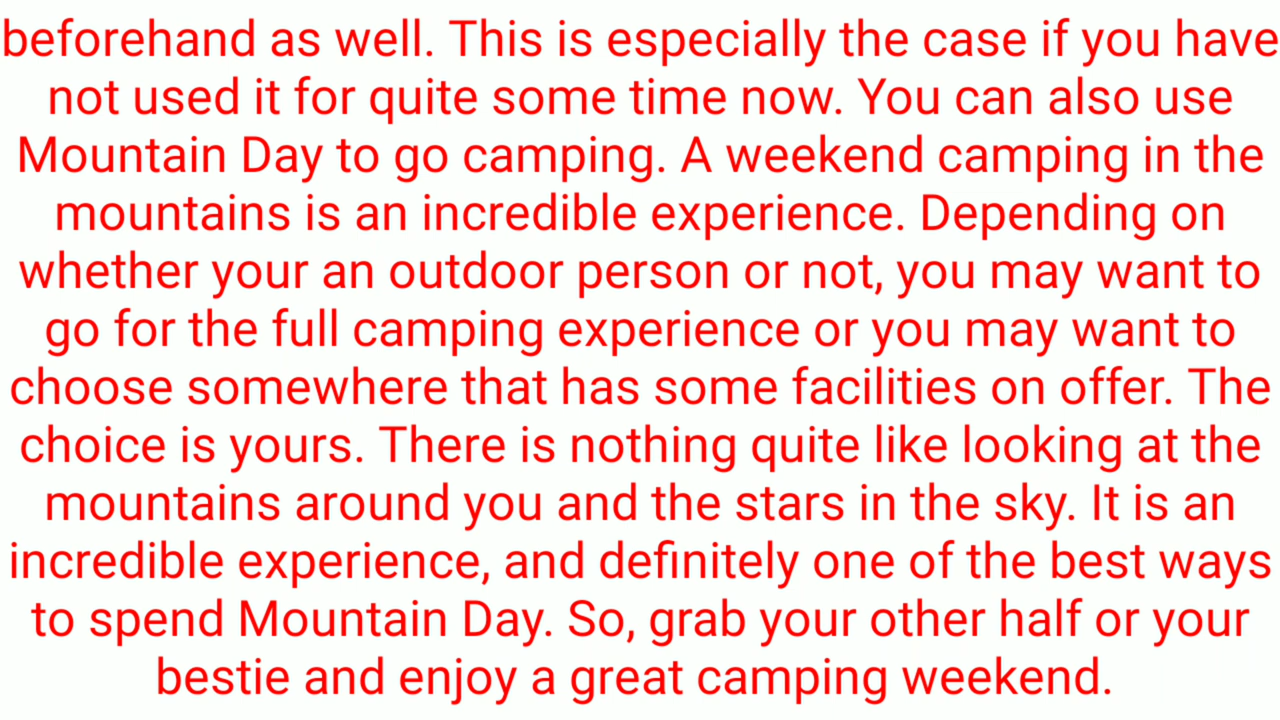 beforehand as well. This is especially the case if you have
not used it for quite some time now. You can also use
Mountain Day to go camping. A weekend camping in the
mountains is an incredible experience. Depending on
whether your an outdoor person or not, you may want to
go for the full camping experience or you may want to
choose somewhere that has some facilities on offer. The
choice is yours. There is nothing quite like looking at the
mountains around you and the stars in the sky. It is an
incredible experience, and definitely one of the best ways
to spend Mountain Day. So, grab your other half or your
bestie and enjoy a great camping weekend.